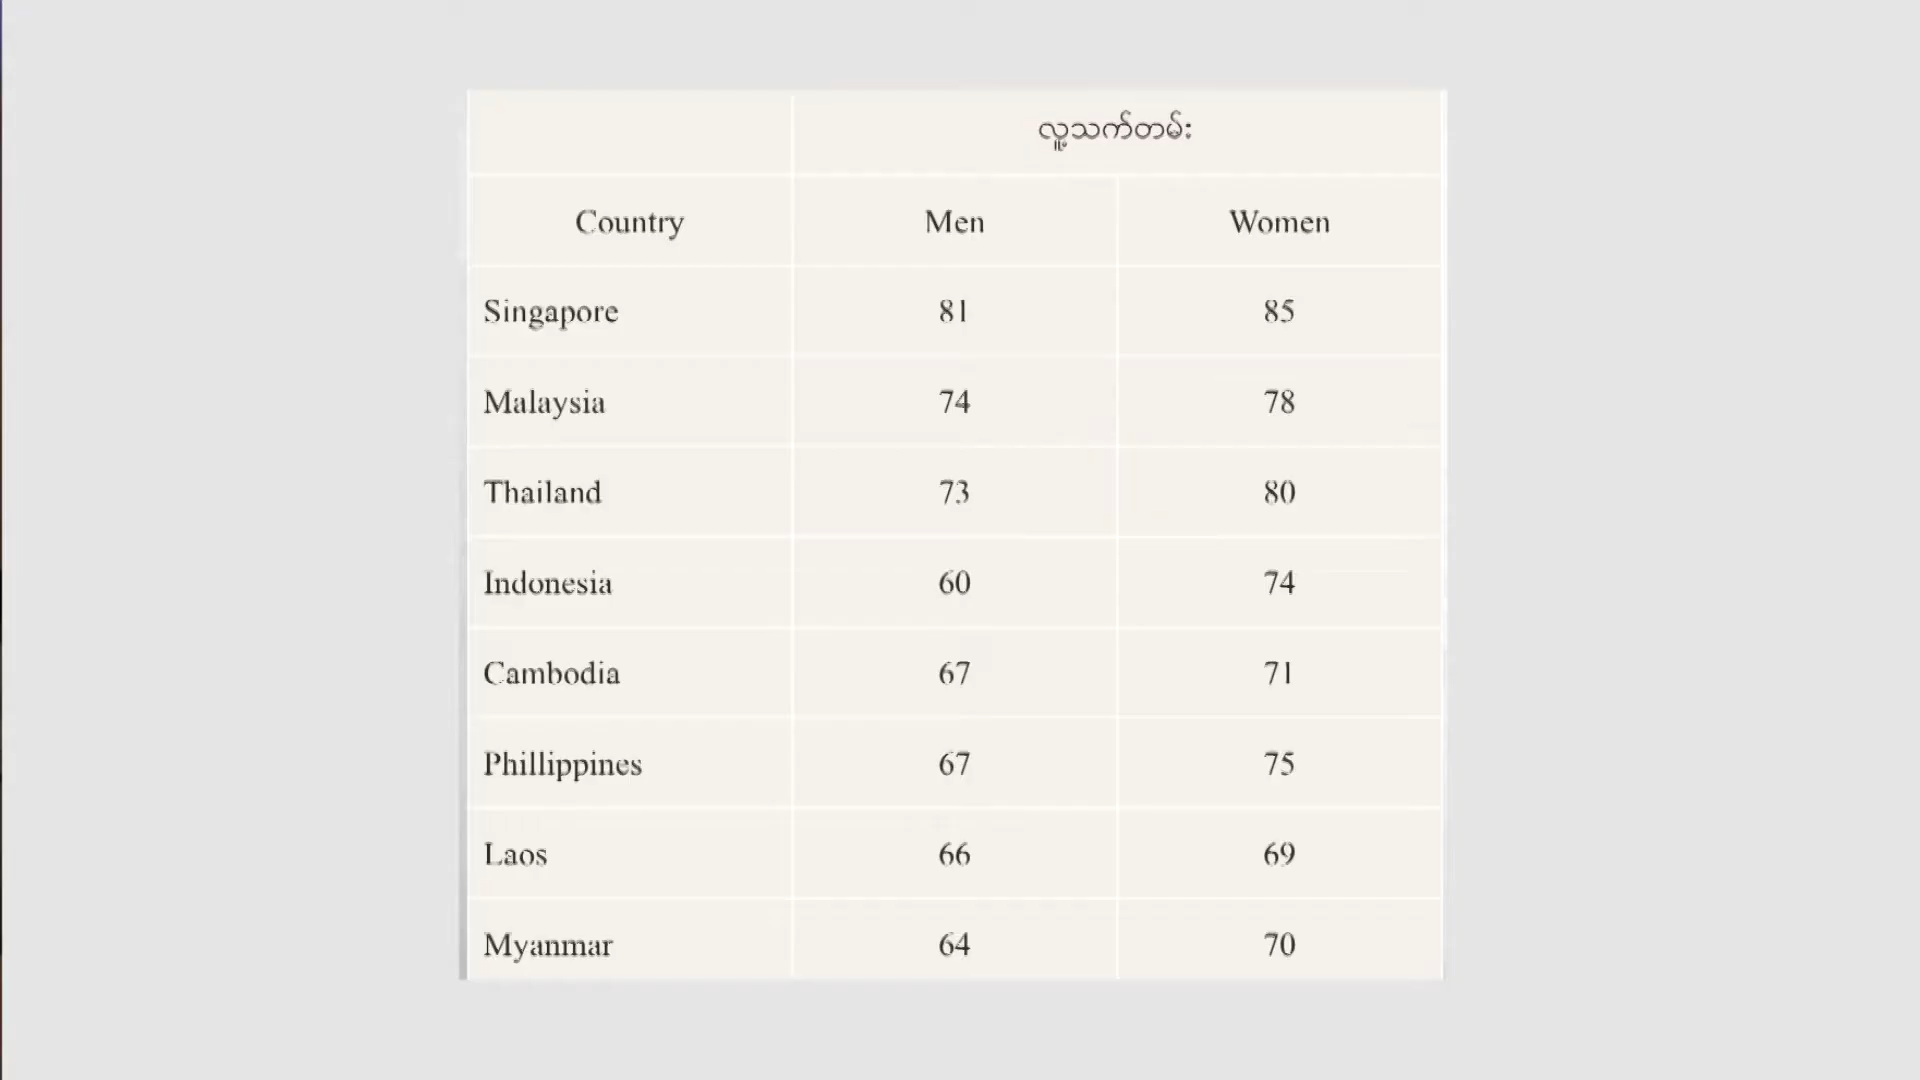 လူ့သက်တမ်း
Country Men Women
Singapore 81 85
Malaysia 74 78
Thailand 73 80
Indonesia 60 74
Cambodia 67 71
Phillippines 67 75
Laos 66 69
Myanmar 64 70